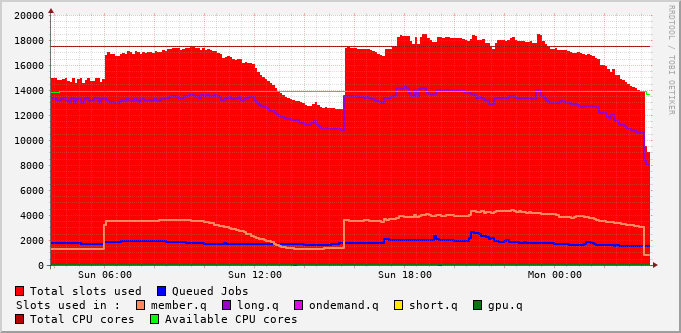 20000
18000
16000
14000
12000
10000
8000
6000
4000
2000
0
Sun 06:00 Sun 12:00 Sun 18:00 Mon 00:00
RRDTOOL / TOBI OETIKER
Total slots used Queued Jobs
Slots used in : member.q long.q ondemand.q short.q gpu.q
Total CPU cores Available CPU cores